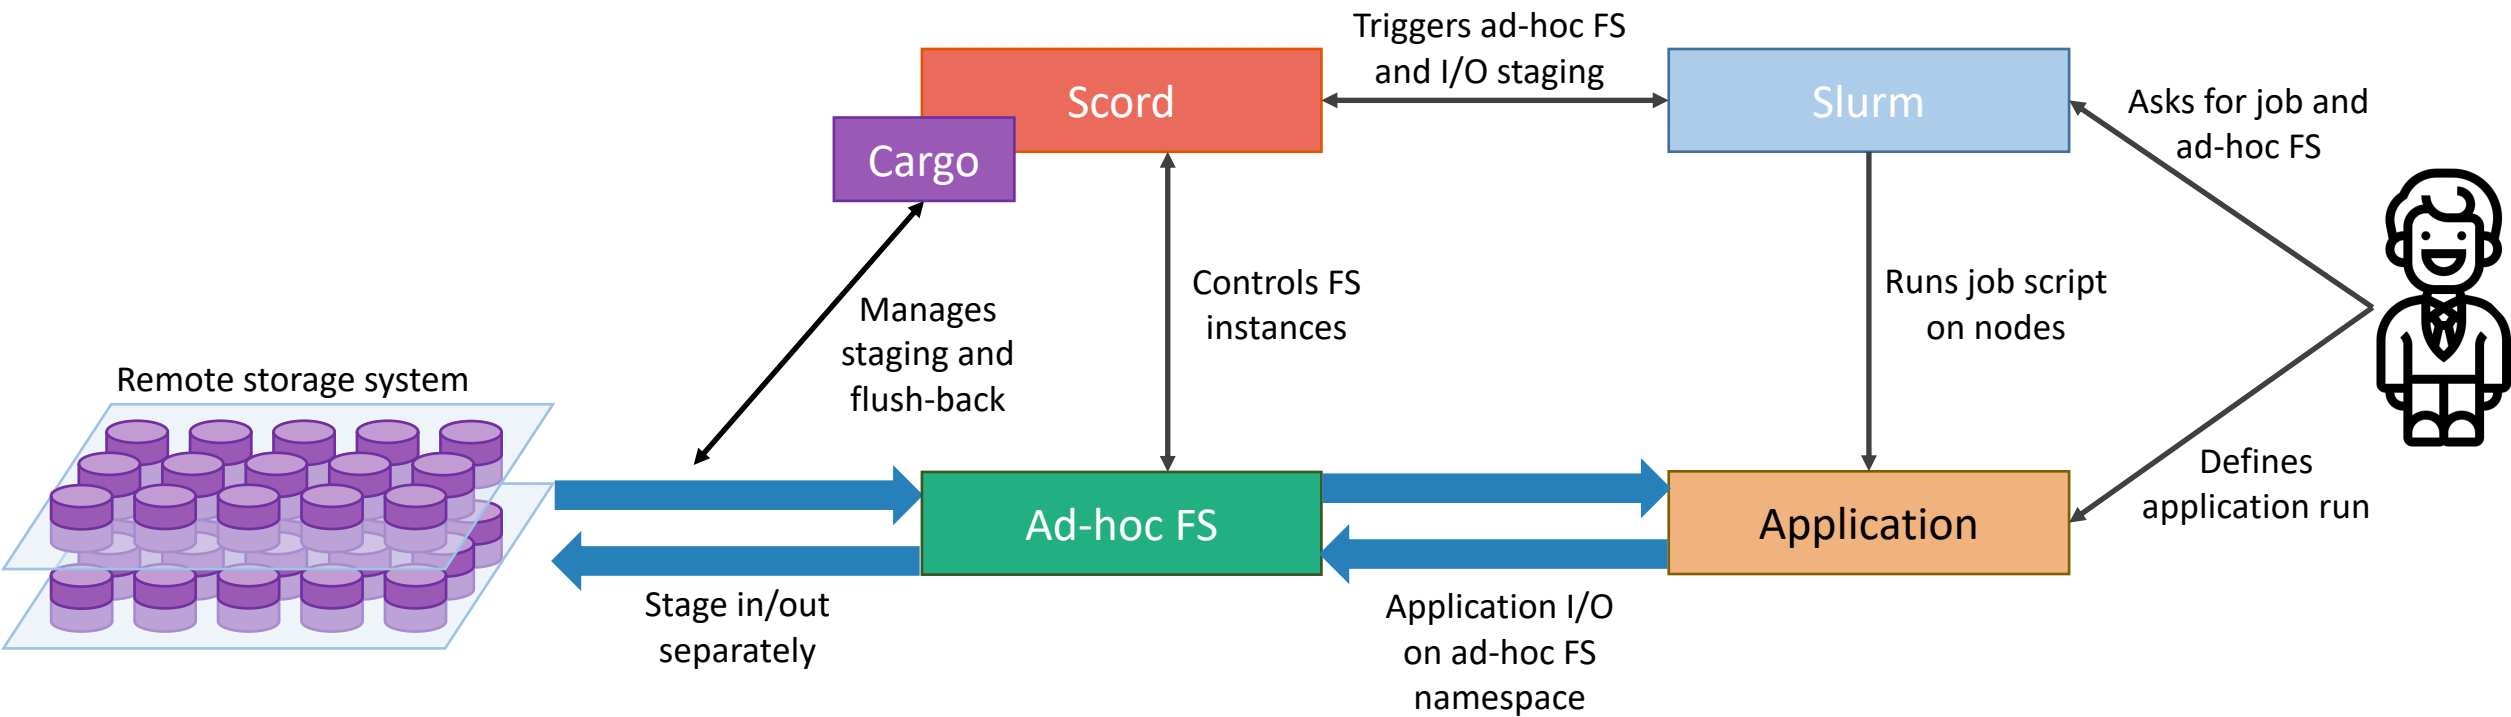 Triggers ad-hoc FS
and I/O staging
Scord
Slurm
Asks for job and
ad-hoc FS
Cargo
Controls FS
instances
Runs job script
on nodes
Manages
staging and
flush-back
Remote storage system
Defines
application run
Ad-hoc FS
Application
Stage in/out
separately
Application I/O
on ad-hoc FS
namespace